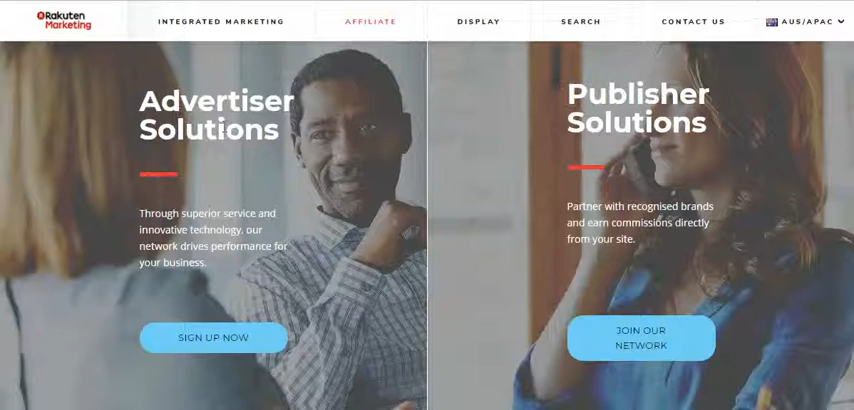 Rakuten
Marketing
INTEGRATED MARKETING
AFFILIATE
DISPLAY
SEARCH
CONTACT US
AUS/APAC
Advertiser
Solutions
Through superior service and
innovative technology, our
network drives performance for
your business.
SIGN UP NOW
Publisher
Solutions
Partner with recognised brands
and earn commissions directly
from your site.
JOIN OUR
NETWORK